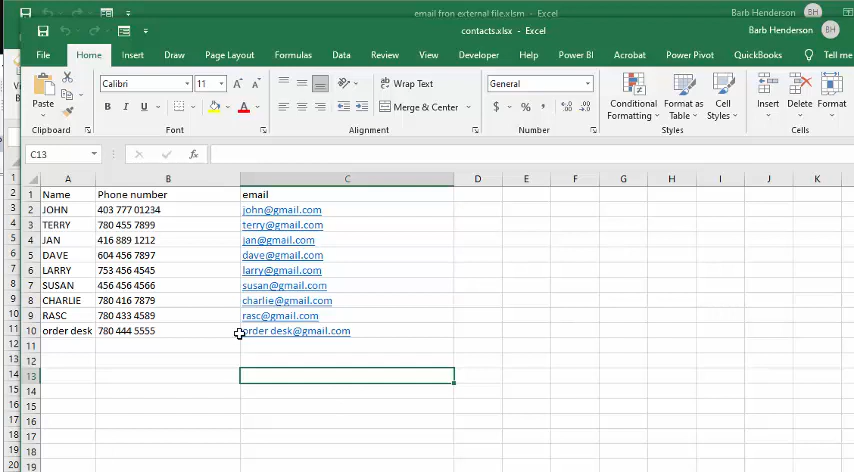 email fron external file.xlsm - Excel
Barb Henderson BH
contacts.xlsx - Excel
Barb Henderson BH
File Home Insert Draw Page Layout Formulas Data Review View Developer Help Power BI Acrobat Power Pivot QuickBooks Tell me
Calibri 11 A A Wrap Text General
Paste B I U A Merge & Center $ % , Conditional Formatting Format as Table Cell Styles Insert Delete Format
Clipboard Font Alignment Number Styles Cells
C13 fx
A B C D E F G H I J K
1 Name Phone number email
2 JOHN 403 777 01234 john@gmail.com
3 TERRY 780 455 7899 terry@gmail.com
4 JAN 416 889 1212 jan@gmail.com
5 DAVE 604 456 7897 dave@gmail.com
6 LARRY 753 456 4545 larry@gmail.com
7 SUSAN 456 456 4566 susan@gmail.com
8 CHARLIE 780 416 7879 charlie@gmail.com
9 RASC 780 433 4589 rasc@gmail.com
10 order desk 780 444 5555 order desk@gmail.com
11
12
13
14
15
16
17
18
19